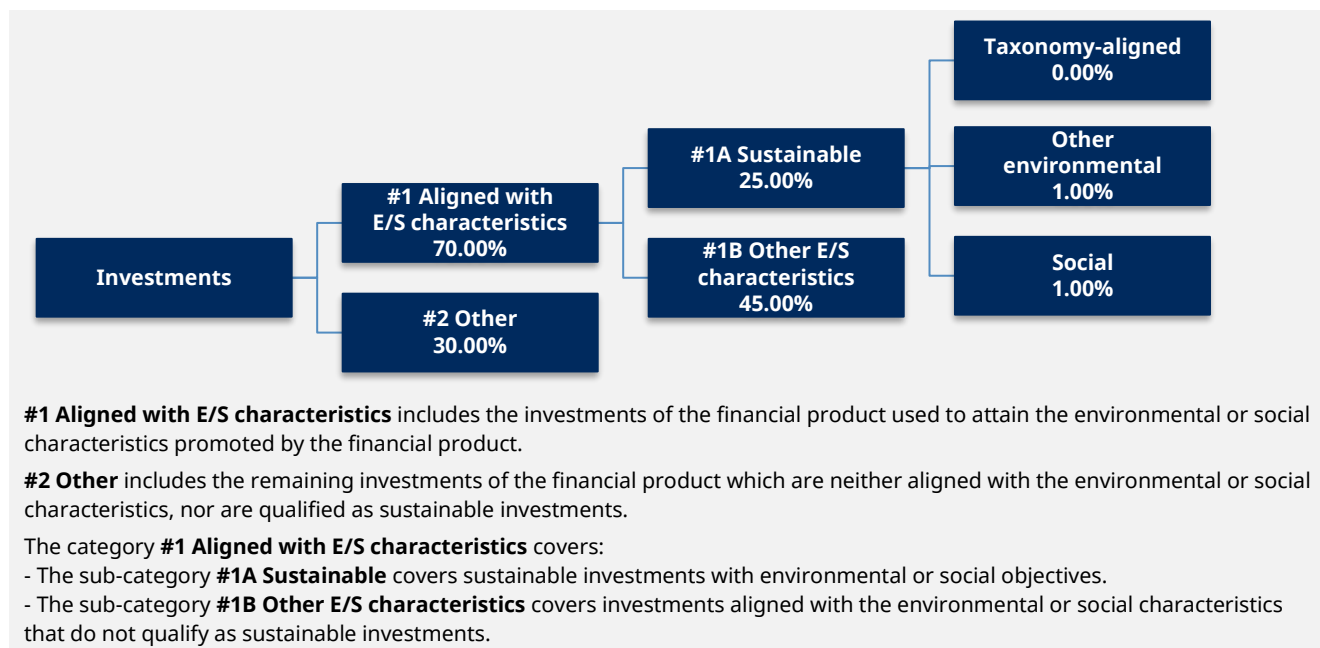 Investments
#1 Aligned with
E/S characteristics
70.00%
#2 Other
30.00%
#1A Sustainable
25.00%
#1B Other E/S
characteristics
45.00%
Taxonomy-aligned
0.00%
Other
environmental
1.00%
Social
1.00%
#1 Aligned with E/S characteristics includes the investments of the financial product used to attain the environmental or social
characteristics promoted by the financial product.
#2 Other includes the remaining investments of the financial product which are neither aligned with the environmental or social
characteristics, nor are qualified as sustainable investments.
The category #1 Aligned with E/S characteristics covers:
- The sub-category #1A Sustainable covers sustainable investments with environmental or social objectives.
- The sub-category #1B Other E/S characteristics covers investments aligned with the environmental or social characteristics
that do not qualify as sustainable investments.